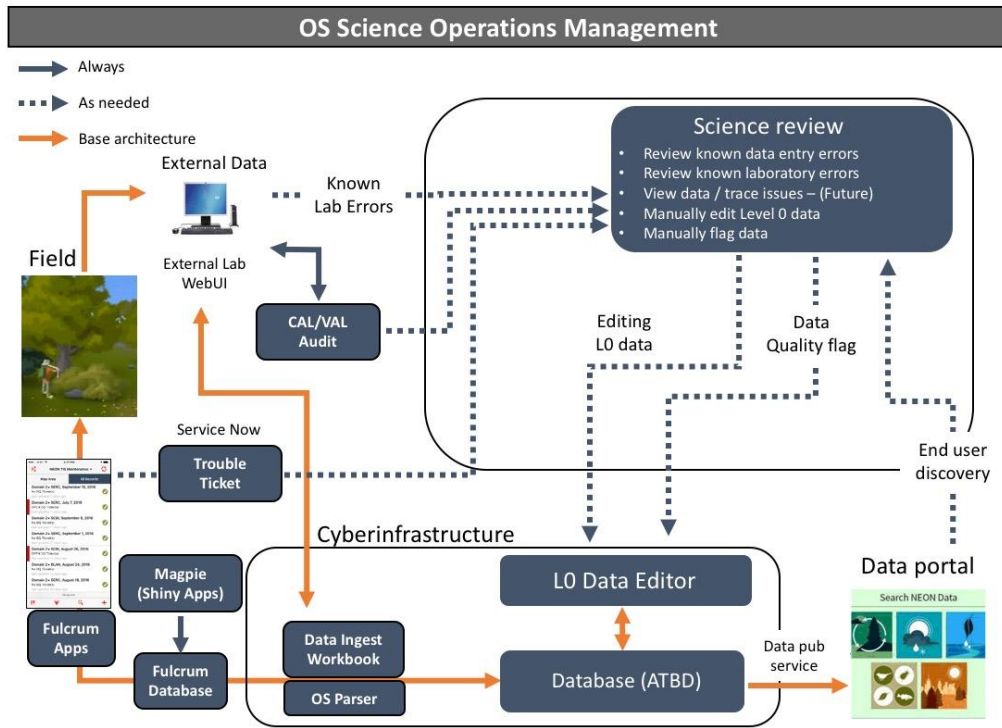 OS Science Operations Management
Always
As needed
Base architecture
External Data
Known
Lab Errors
Science review
• Review known data entry errors
• Review known laboratory errors
• View data / trace issues – (Future)
• Manually edit Level 0 data
• Manually flag data
Field
External Lab
WebUI
CAL/VAL
Audit
Editing
L0 data
Data
Quality flag
Service Now
Trouble
Ticket
End user
discovery
Cyberinfrastructure
Magpie
(Shiny Apps)
L0 Data Editor
Data portal
Search NEON Data
Fulcrum
Apps
Fulcrum
Database
Data Ingest
Workbook
OS Parser
Database (ATBD)
Data pub
service